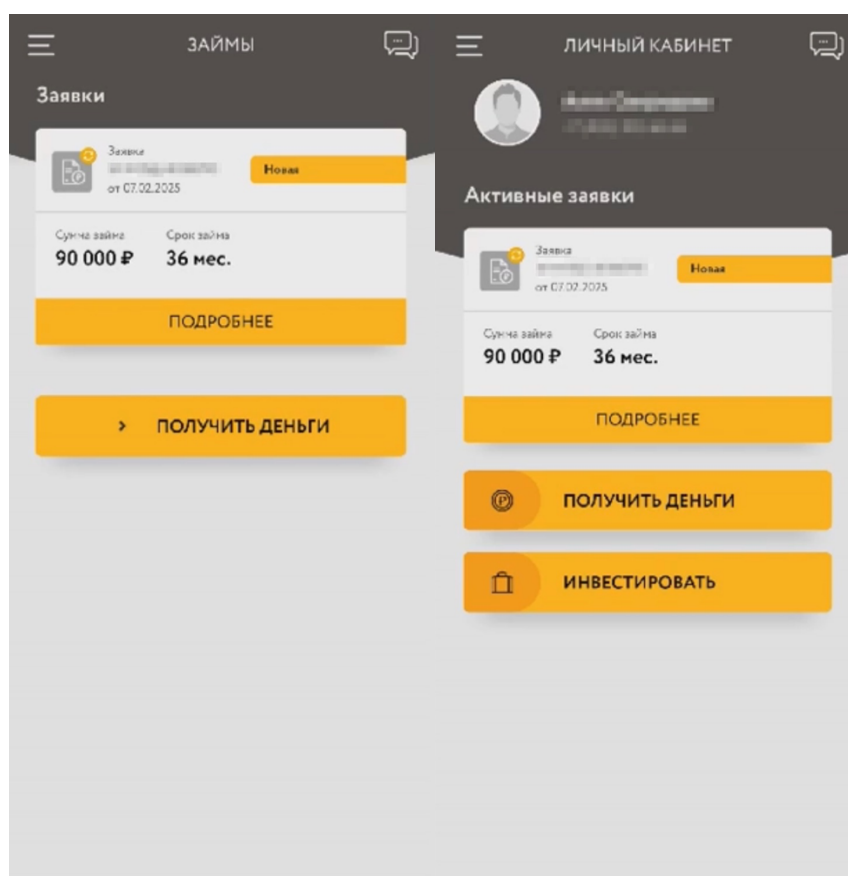 ЗАЙМЫ
Заявки
Заявка
Новая
от 07.02.2025
Сумма займа Срок займа
90 000 ₽ 36 мес.
ПОДРОБНЕЕ
ПОЛУЧИТЬ ДЕНЬГИ
ЛИЧНЫЙ КАБИНЕТ
Активные заявки
Заявка
Новая
от 07.02.2025
Сумма займа Срок займа
90 000 ₽ 36 мес.
ПОДРОБНЕЕ
ПОЛУЧИТЬ ДЕНЬГИ
ИНВЕСТИРОВАТЬ